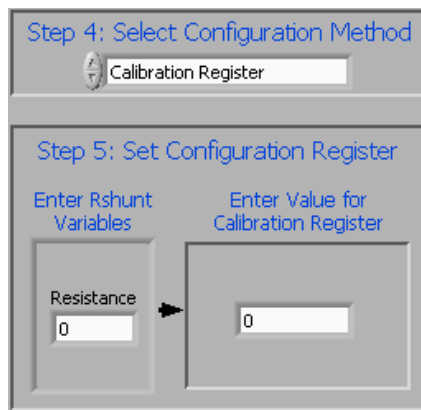 Step 4: Select Configuration Method
Calibration Register
Step 5: Set Configuration Register
Enter Rshunt
Variables
Enter Value for
Calibration Register
Resistance
0
0